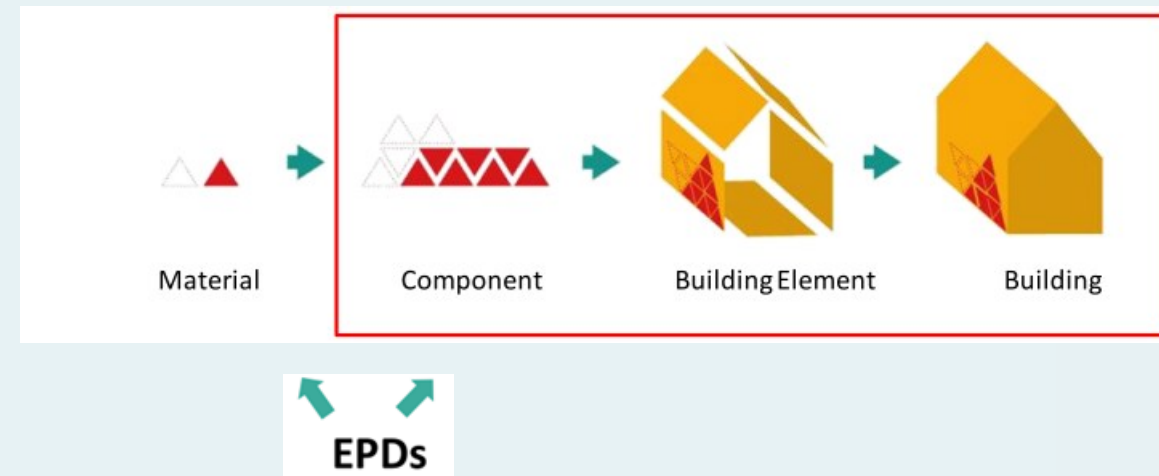 Material
Component
Building Element
Building
EPDs